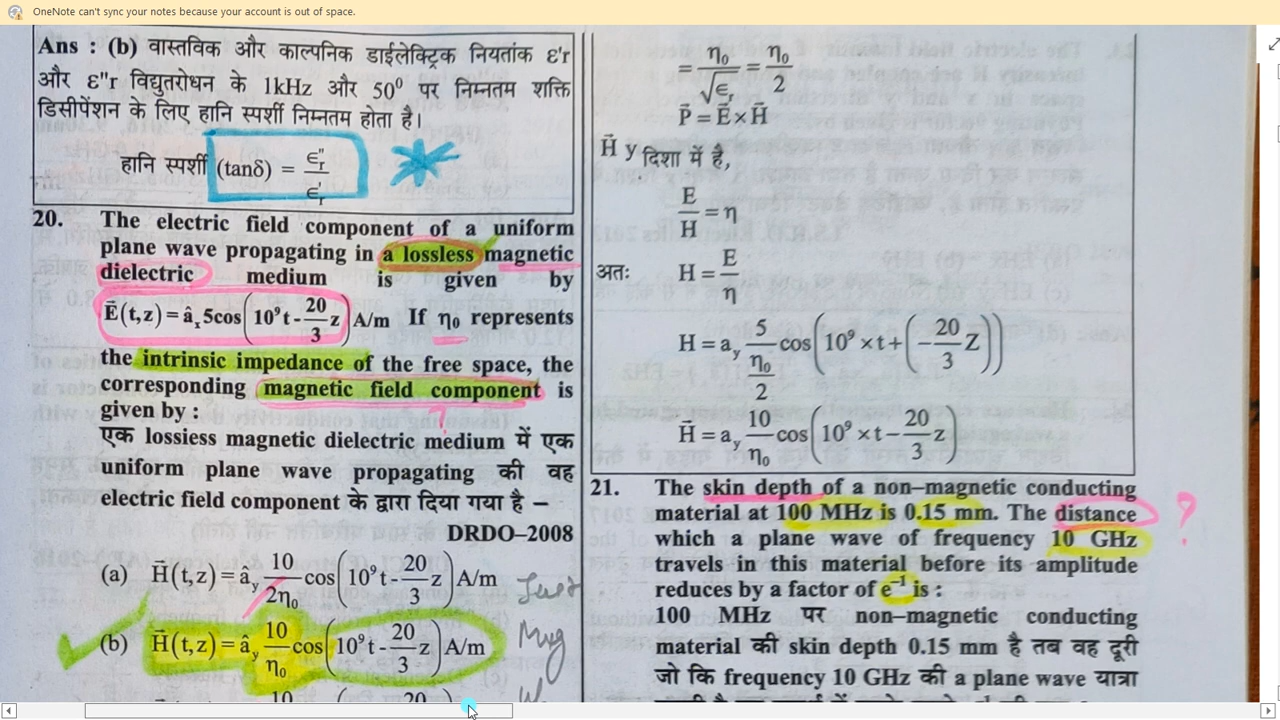 OneNote can't sync your notes because your account is out of space.
Ans : (b) वास्तविक और काल्पनिक डाईलेक्ट्रिक नियतांक ε'r
और ε"r विद्युतरोधन के 1kHz और 50⁰ पर निम्नतम शक्ति
डिसीपेंशन के लिए हानि स्पर्शी निम्नतम होता है।
हानि स्पर्शी (tanδ) = ∈"r / ∈'r
20. The electric field component of a uniform
plane wave propagating in a lossless magnetic
dielectric medium is given by
E⃗(t,z) = âₓ5cos(10⁹t - 20/3 z) A/m If η₀ represents
the intrinsic impedance of the free space, the
corresponding magnetic field component is
given by :
?
एक lossiess magnetic dielectric medium में एक
uniform plane wave propagating की वह
electric field component के द्वारा दिया गया है –
DRDO–2008
(a) H⃗(t,z) = â_y 10/2η₀ cos(10⁹t - 20/3 z) A/m
(b) H⃗(t,z) = â_y 10/η₀ cos(10⁹t - 20/3 z) A/m
10 20
= η₀/√∈r = η₀/2
P⃗ = E⃗ × H⃗
H⃗ y दिशा में है,
E/H = η
अतः H = E/η
H = a_y 5/(η₀/2) cos(10⁹ × t + (- 20/3 Z))
H⃗ = a_y 10/η₀ cos(10⁹ × t - 20/3 z)
21. The skin depth of a non–magnetic conducting
material at 100 MHz is 0.15 mm. The distance ?
which a plane wave of frequency 10 GHz
travels in this material before its amplitude
reduces by a factor of e⁻¹ is :
100 MHz पर non–magnetic conducting
material की skin depth 0.15 mm है तब वह दूरी
जो कि frequency 10 GHz की a plane wave यात्रा